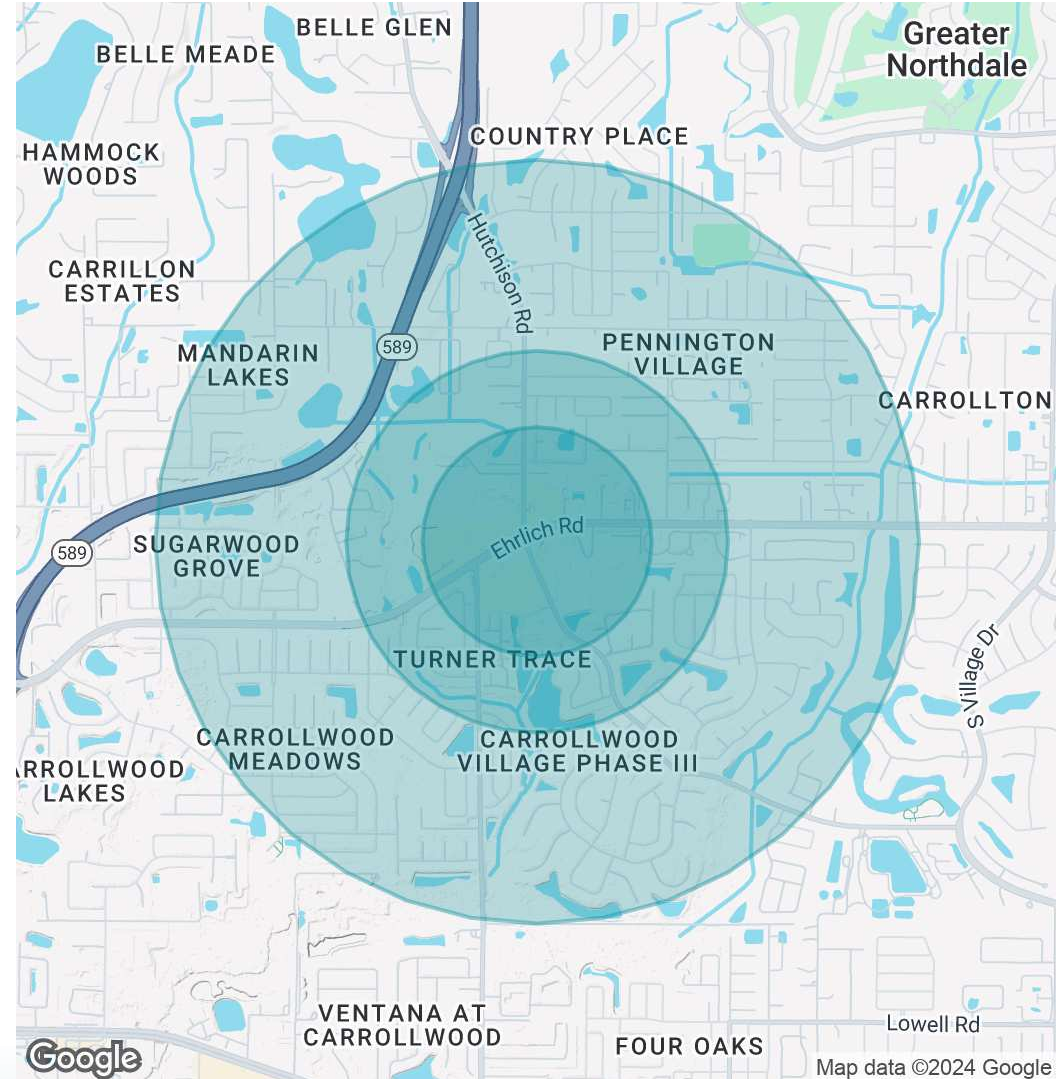 BELLE GLEN
BELLE MEADE
Greater
Northdale
COUNTRY PLACE
HAMMOCK
WOODS
Hutchison Rd
CARRILLON
ESTATES
589
MANDARIN
LAKES
PENNINGTON
VILLAGE
CARROLLTON
Ehrlich Rd
589
SUGARWOOD
GROVE
TURNER TRACE
S Village Dr
CARROLLWOOD
MEADOWS
CARROLLWOOD
VILLAGE PHASE III
ARROLLWOOD
LAKES
VENTANA AT
CARROLLWOOD
Lowell Rd
FOUR OAKS
Google
Map data ©2024 Google